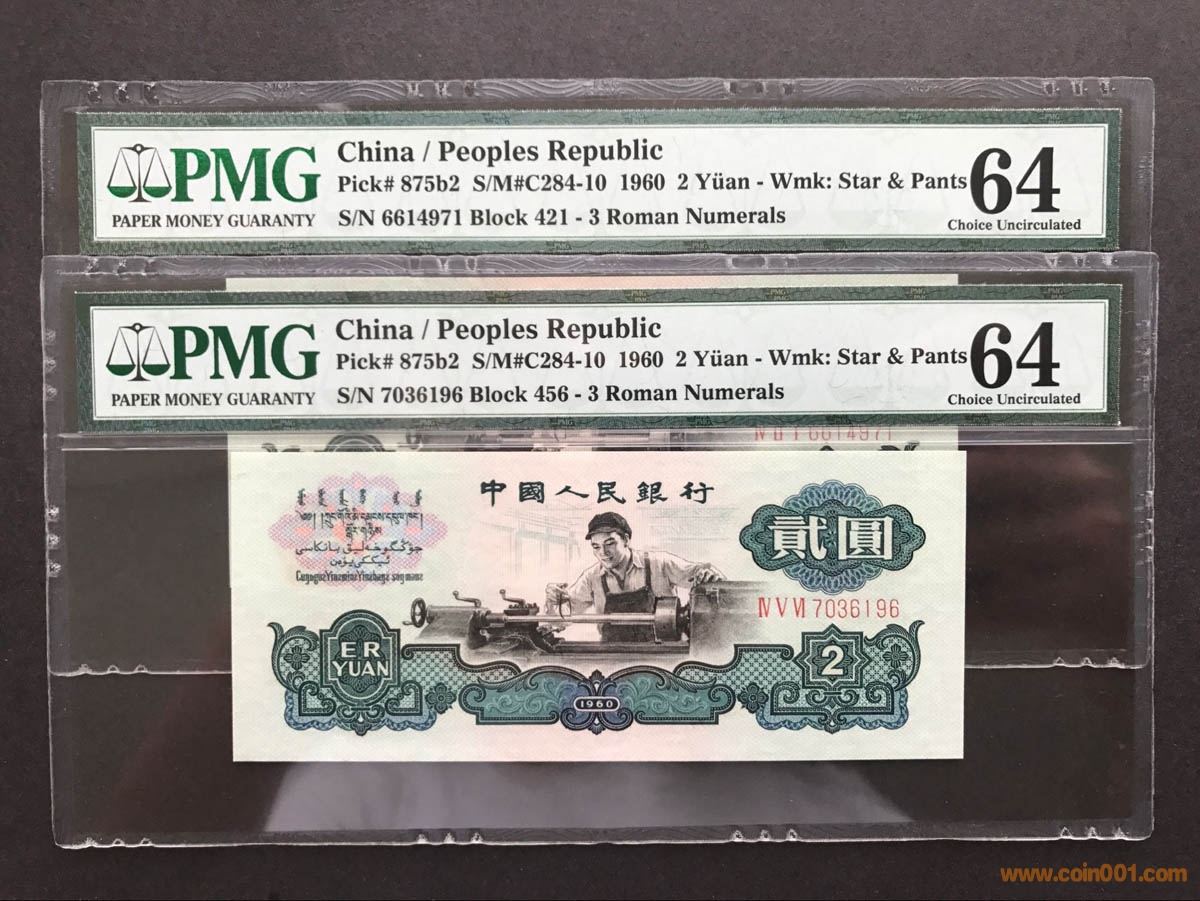 PMG
PAPER MONEY GUARANTY
China / Peoples Republic
Pick# 875b2 S/M#C284-10 1960 2 Yüan - Wmk: Star & Pants
S/N 6614971 Block 421 - 3 Roman Numerals
64
Choice Uncirculated
PMG
PAPER MONEY GUARANTY
China / Peoples Republic
Pick# 875b2 S/M#C284-10 1960 2 Yüan - Wmk: Star & Pants
S/N 7036196 Block 456 - 3 Roman Numerals
64
Choice Uncirculated
6614971
中國人民銀行
貳圓
Ⅳ Ⅴ Ⅵ 7036196
ER
YUAN
1960
2
www.coin001.com